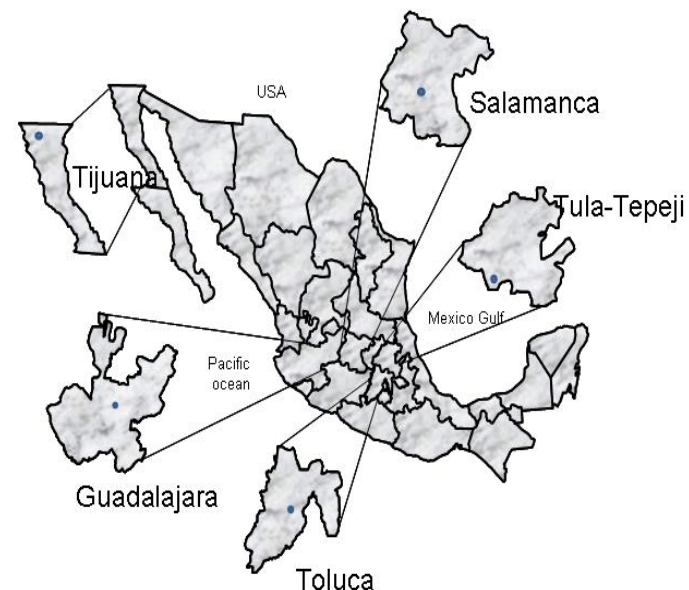 USA
Salamanca
Tijuana
Tula-Tepeji
Mexico Gulf
Pacific
ocean
Guadalajara
Toluca